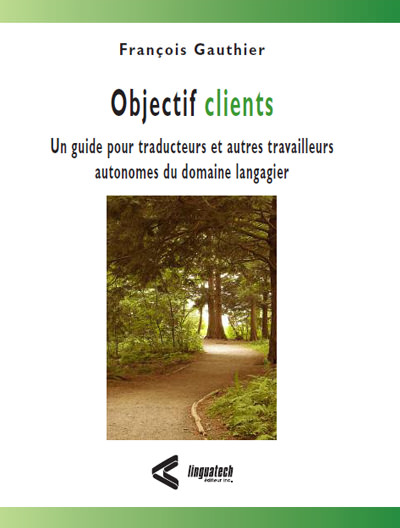 François Gauthier
Objectif clients
Un guide pour traducteurs et autres travailleurs
autonomes du domaine langagier
linguatech
éditeur inc.